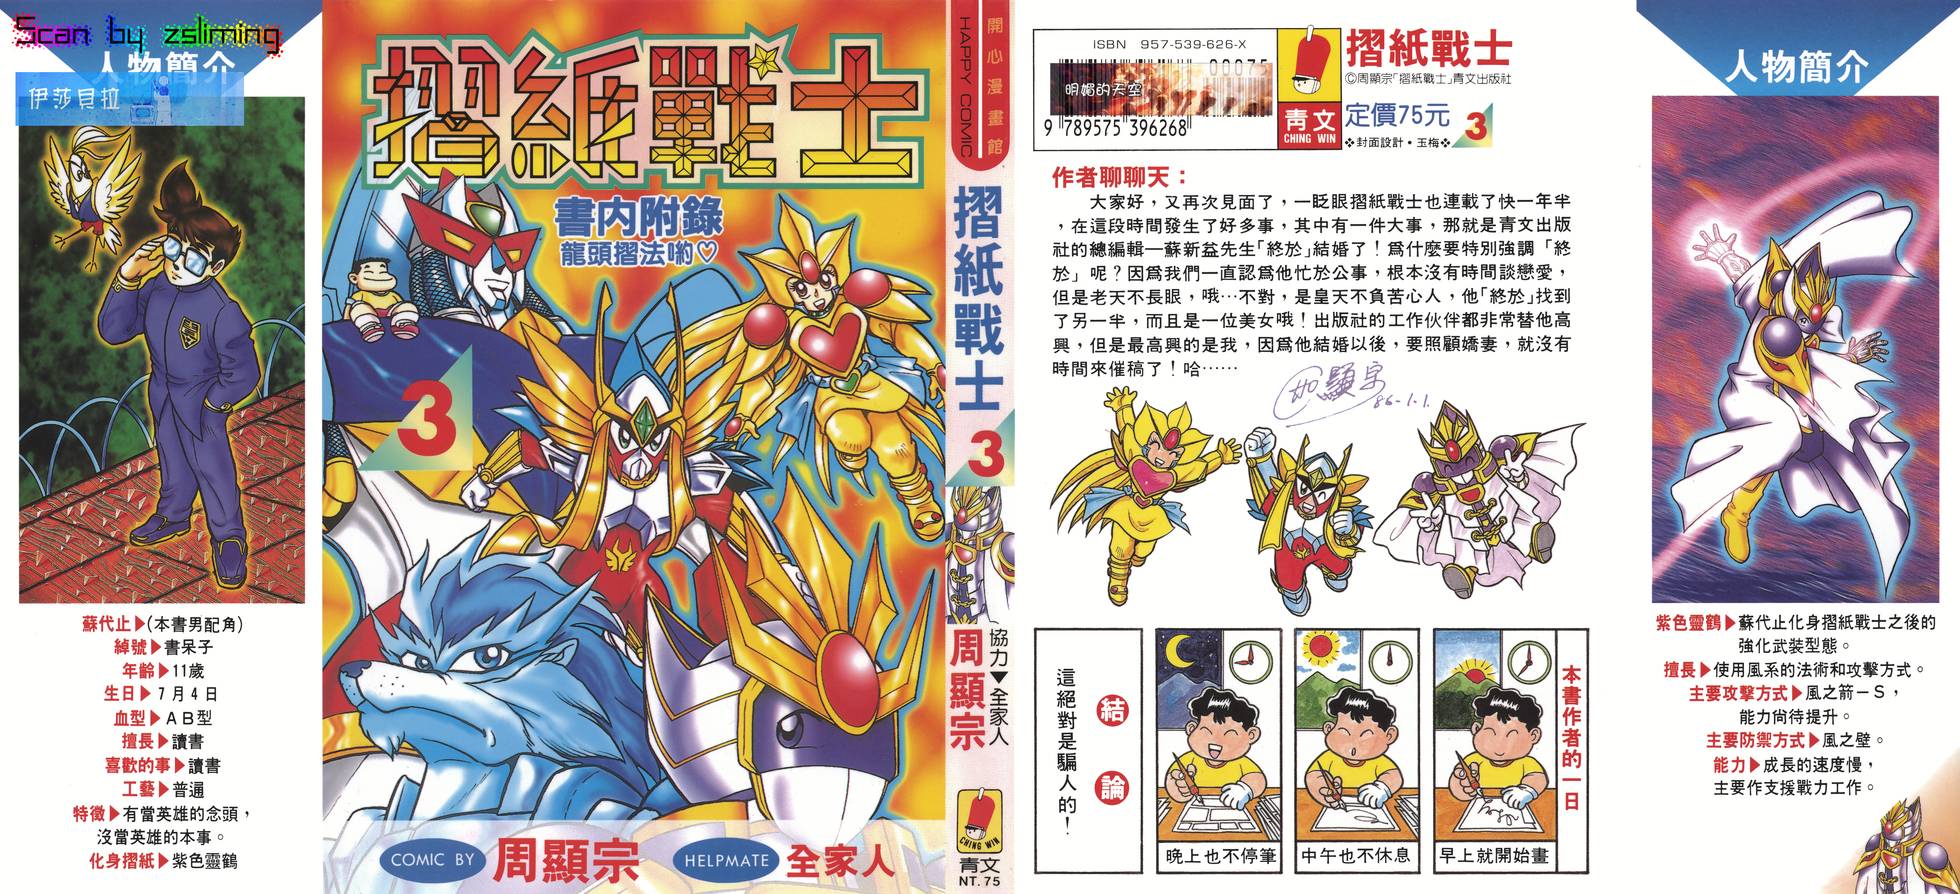 Scan by zsliming
人物簡介
伊莎貝拉
蘇代止▶(本書男配角)
綽號▶書呆子
年齡▶11歲
生日▶7月4日
血型▶AB型
擅長▶讀書
喜歡的事▶讀書
工藝▶普通
特徵▶有當英雄的念頭，
沒當英雄的本事。
化身摺紙▶紫色靈鶴
摺紙戰士
書內附錄
龍頭摺法喲♡
3
COMIC BY 周顯宗
HELPMATE 全家人
開心漫畫館
HAPPY COMIC
摺紙戰士
3
周顯宗
協力▼全家人
CHING WIN
青文
NT. 75
ISBN 957-539-626-X
00075
明媚的天空
9 789575 396268
青文
CHING WIN
摺紙戰士
©周顯宗「摺紙戰士」青文出版社
定價75元
3
❖封面設計・玉梅❖
作者聊聊天：
大家好，又再次見面了，一眨眼摺紙戰士也連載了快一年半
，在這段時間發生了好多事，其中有一件大事，那就是青文出版
社的總編輯—蘇新益先生「終於」結婚了！爲什麼要特別強調「終
於」呢？因爲我們一直認爲他忙於公事，根本沒有時間談戀愛，
但是老天不長眼，哦…不對，是皇天不負苦心人，他「終於」找到
了另一半，而且是一位美女哦！出版社的工作伙伴都非常替他高
興，但是最高興的是我，因爲他結婚以後，要照顧嬌妻，就沒有
時間來催稿了！哈……
顯宗
86-1-1.
本書作者的一日
早上就開始畫
中午也不休息
晚上也不停筆
結論
這絕對是騙人的！
人物簡介
紫色靈鶴▶蘇代止化身摺紙戰士之後的
強化武裝型態。
擅長▶使用風系的法術和攻擊方式。
主要攻擊方式▶風之箭－S，
能力尚待提升。
主要防禦方式▶風之壁。
能力▶成長的速度慢，
主要作支援戰力工作。